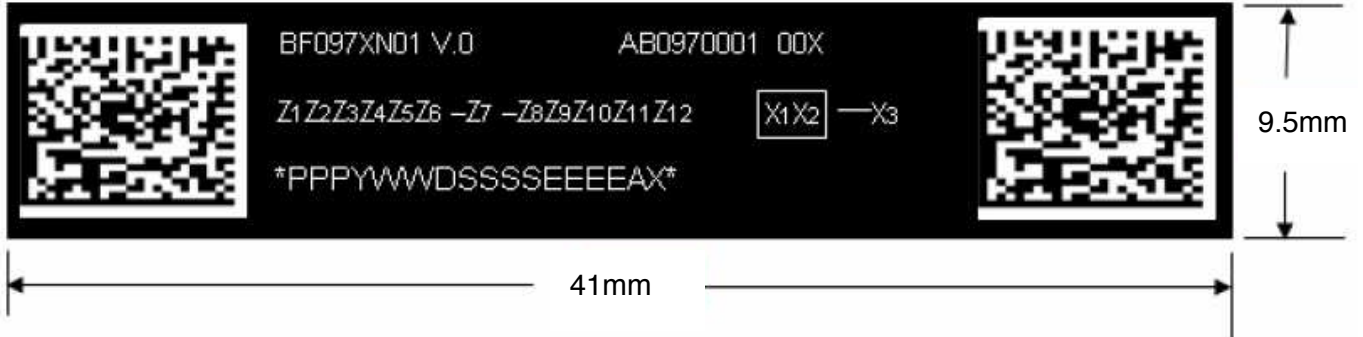 BF097XN01 V.0 AB0970001 00X
Z1Z2Z3Z4Z5Z6 –Z7 –Z8Z9Z10Z11Z12 X1X2 —X3
*PPPYWWDSSSSEEEEAX*
9.5mm
41mm